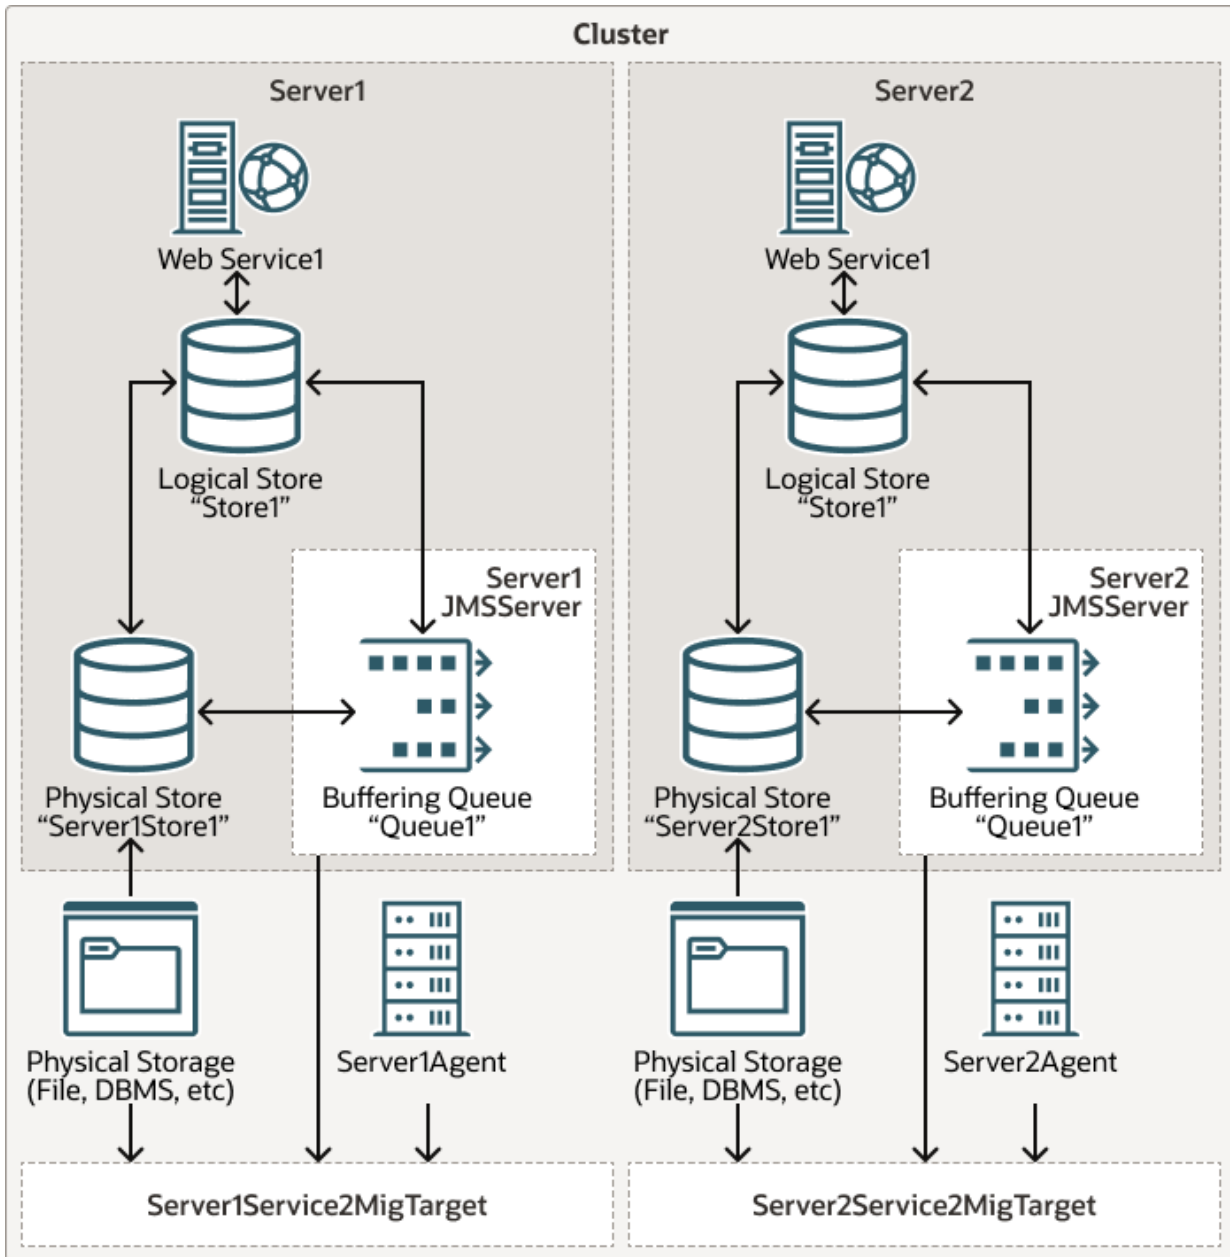 Cluster
Server1
Web Service1
Logical Store
“Store1”
Server1
JMSServer
Physical Store
“Server1Store1”
Buffering Queue
“Queue1”
Physical Storage
(File, DBMS, etc)
Server1Agent
Server1Service2MigTarget
Server2
Web Service1
Logical Store
“Store1”
Server2
JMSServer
Physical Store
“Server2Store1”
Buffering Queue
“Queue1”
Physical Storage
(File, DBMS, etc)
Server2Agent
Server2Service2MigTarget